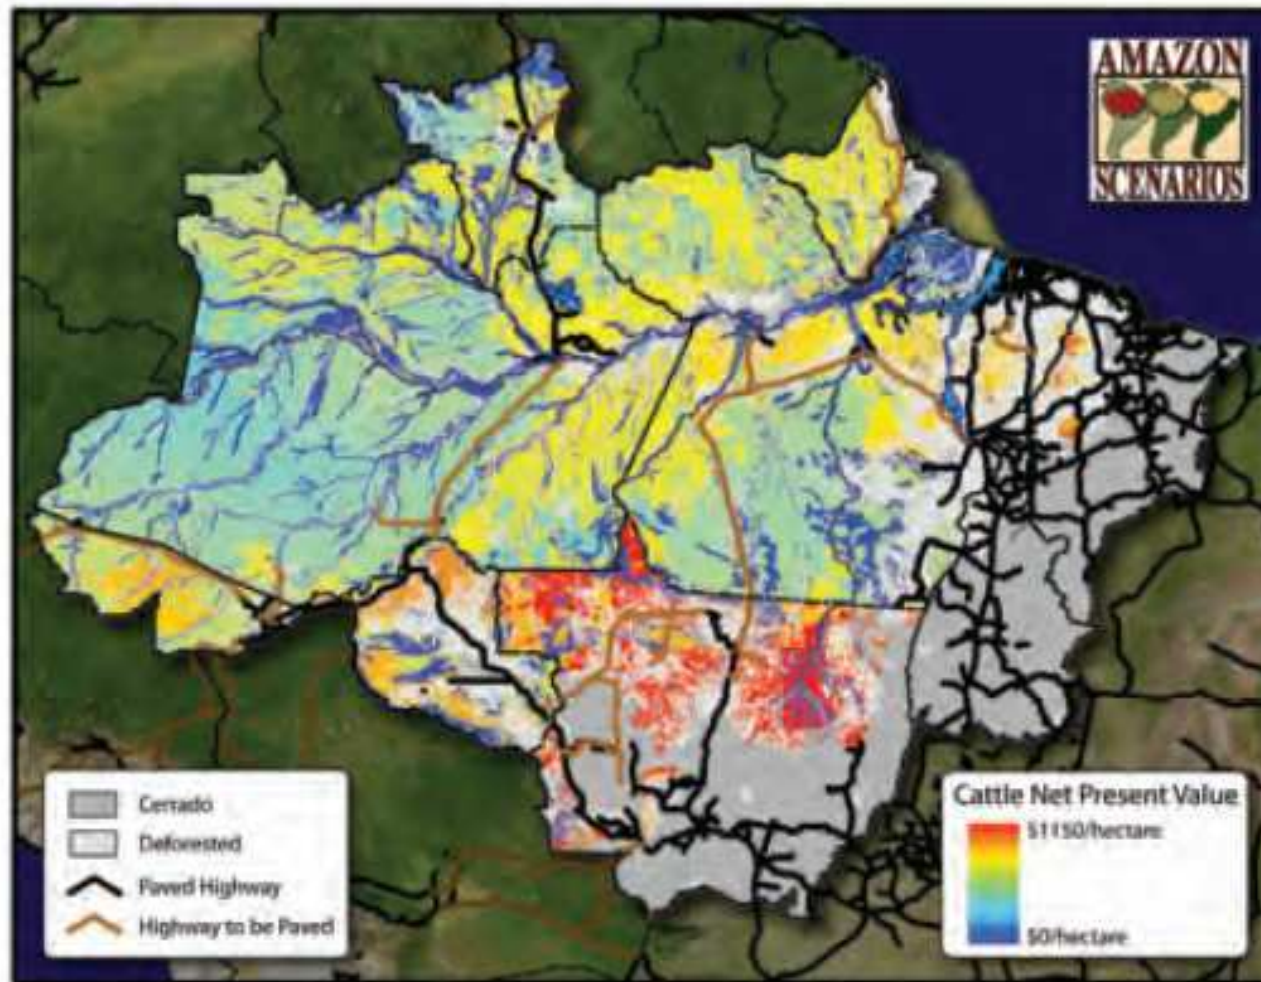 AMAZON
SCENARIOS
Cerrado
Deforested
Paved Highway
Highway to be Paved
Cattle Net Present Value
$1150/hectare
$0/hectare